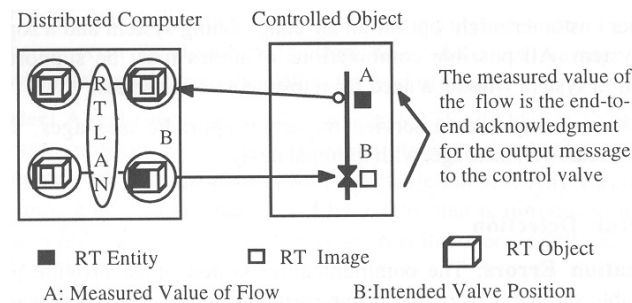 Distributed Computer
Controlled Object
RT LAN
B
A
B
The measured value of
the flow is the end-to-
end acknowledgment
for the output message
to the control valve
RT Entity
RT Image
RT Object
A: Measured Value of Flow
B:Intended Valve Position